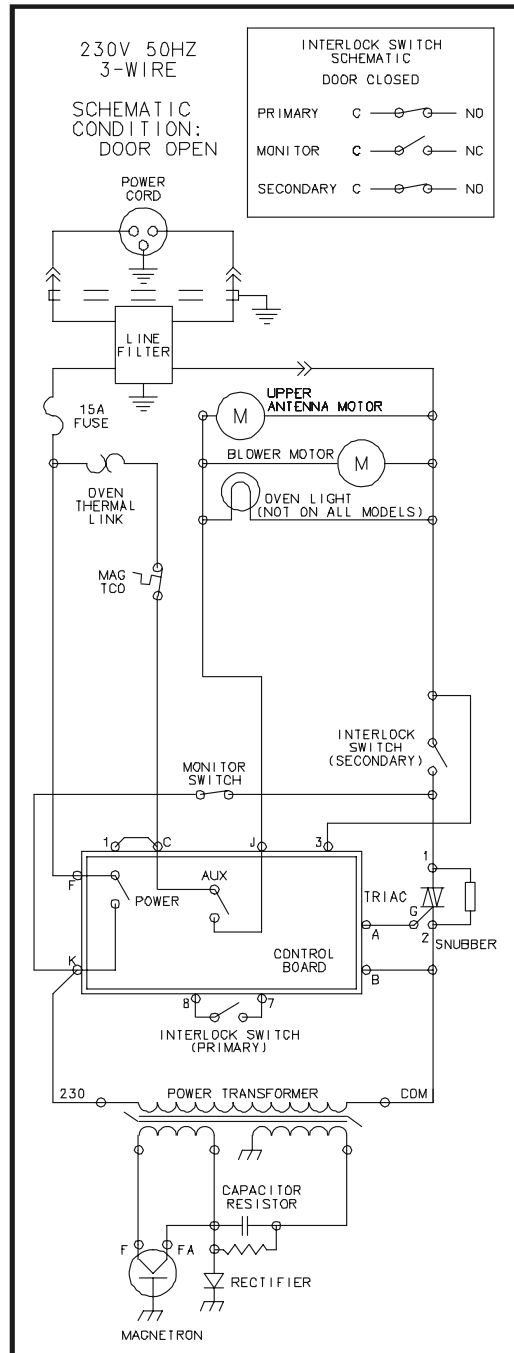 230V 50HZ
3-WIRE
SCHEMATIC
CONDITION:
DOOR OPEN
INTERLOCK SWITCH
SCHEMATIC
DOOR CLOSED
PRIMARY C NO
MONITOR C NC
SECONDARY C NO
POWER
CORD
LINE
FILTER
15A
FUSE
UPPER
ANTENNA MOTOR
M
BLOWER MOTOR
M
OVEN
THERMAL
LINK
OVEN LIGHT
(NOT ON ALL MODELS)
MAG
TCO
INTERLOCK
SWITCH
(SECONDARY)
MONITOR
SWITCH
1 C J 3
F
POWER
AUX
1
TRIAC
G
A
2
SNUBBER
K
CONTROL
BOARD
B
8 7
INTERLOCK SWITCH
(PRIMARY)
230 POWER TRANSFORMER COM
CAPACITOR
RESISTOR
F FA
RECTIFIER
MAGNETRON